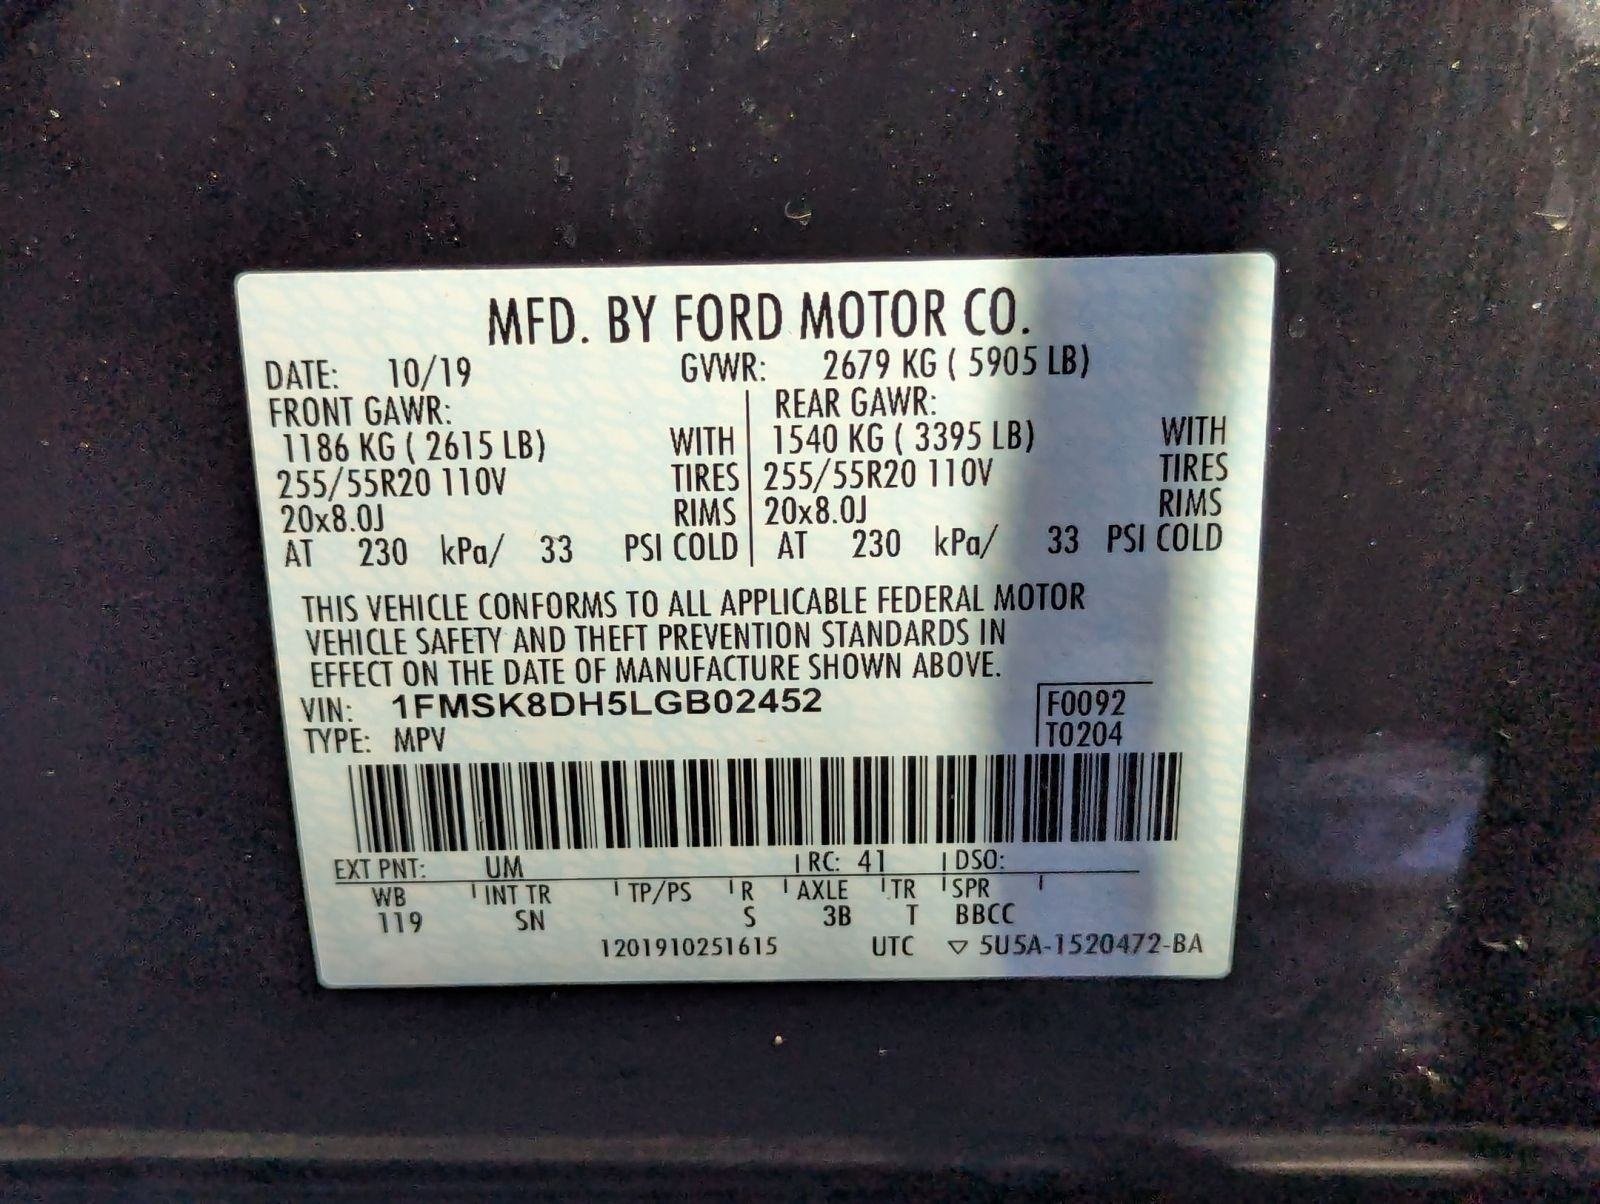 MFD. BY FORD MOTOR CO.
DATE: 10/19 GVWR: 2679 KG ( 5905 LB)
FRONT GAWR: REAR GAWR:
1186 KG ( 2615 LB) WITH 1540 KG ( 3395 LB) WITH
255/55R20 110V TIRES 255/55R20 110V TIRES
20x8.0J RIMS 20x8.0J RIMS
AT 230 kPa/ 33 PSI COLD AT 230 kPa/ 33 PSI COLD
THIS VEHICLE CONFORMS TO ALL APPLICABLE FEDERAL MOTOR
VEHICLE SAFETY AND THEFT PREVENTION STANDARDS IN
EFFECT ON THE DATE OF MANUFACTURE SHOWN ABOVE.
VIN: 1FMSK8DH5LGB02452 F0092
TYPE: MPV T0204
EXT PNT: UM RC: 41 DSO:
WB INT TR TP/PS R AXLE TR SPR
119 SN S 3B T BBCC
1201910251615 UTC ▽ 5U5A-1520472-BA